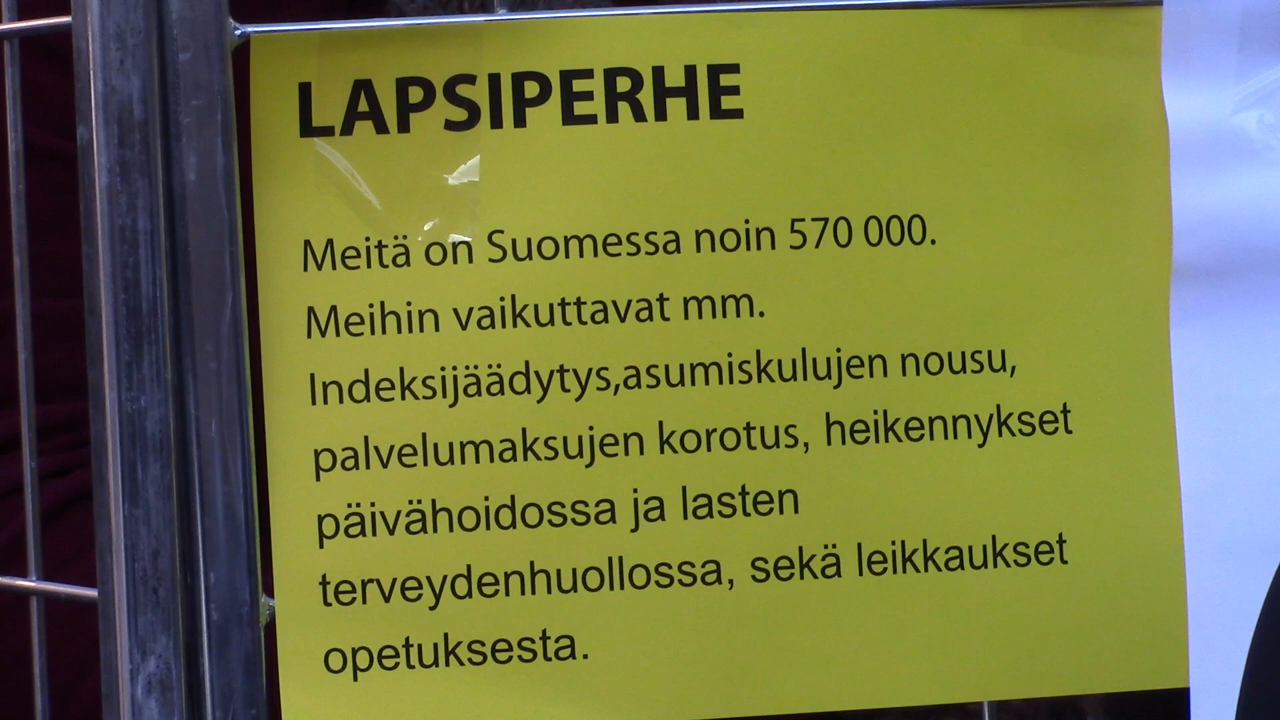 LAPSIPERHE
Meitä on Suomessa noin 570 000.
Meihin vaikuttavat mm.
Indeksijäädytys,asumiskulujen nousu,
palvelumaksujen korotus, heikennykset
päivähoidossa ja lasten
terveydenhuollossa, sekä leikkaukset
opetuksesta.